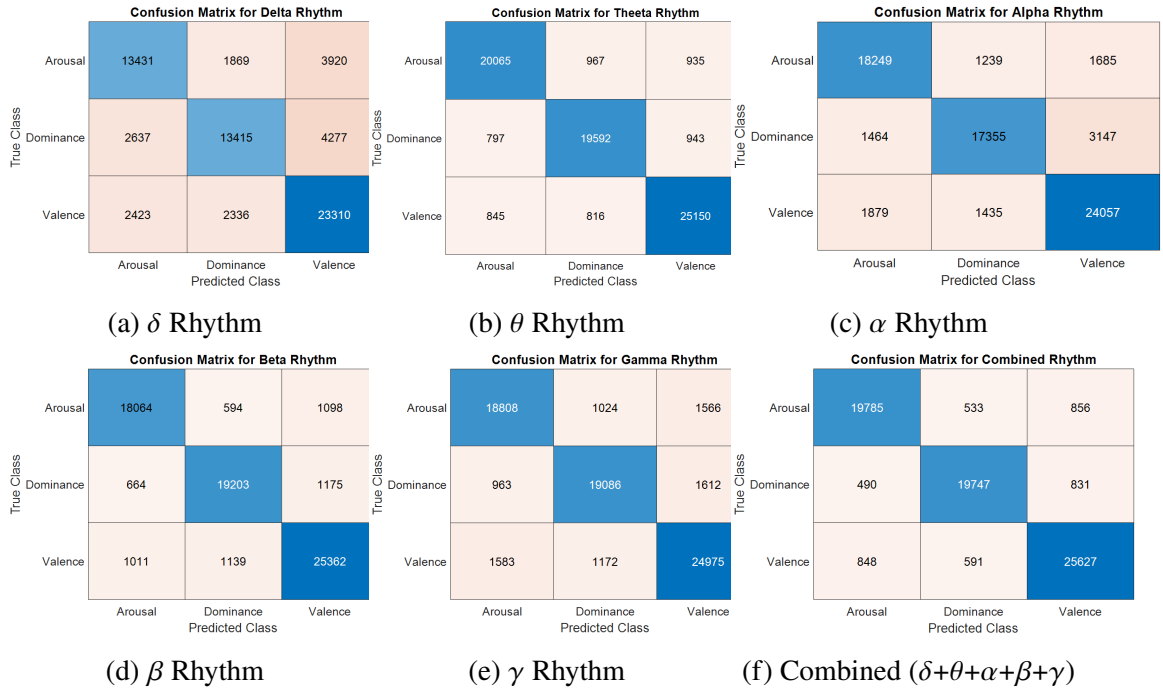 Confusion Matrix for Delta Rhythm
Arousal 13431 1869 3920
Dominance 2637 13415 4277
Valence 2423 2336 23310
True Class
Arousal Dominance Valence
Predicted Class
(a) δ Rhythm
Confusion Matrix for Theeta Rhythm
Arousal 20065 967 935
Dominance 797 19592 943
Valence 845 816 25150
True Class
Arousal Dominance Valence
Predicted Class
(b) θ Rhythm
Confusion Matrix for Alpha Rhythm
Arousal 18249 1239 1685
Dominance 1464 17355 3147
Valence 1879 1435 24057
True Class
Arousal Dominance Valence
Predicted Class
(c) α Rhythm
Confusion Matrix for Beta Rhythm
Arousal 18064 594 1098
Dominance 664 19203 1175
Valence 1011 1139 25362
True Class
Arousal Dominance Valence
Predicted Class
(d) β Rhythm
Confusion Matrix for Gamma Rhythm
Arousal 18808 1024 1566
Dominance 963 19086 1612
Valence 1583 1172 24975
True Class
Arousal Dominance Valence
Predicted Class
(e) γ Rhythm
Confusion Matrix for Combined Rhythm
Arousal 19785 533 856
Dominance 490 19747 831
Valence 848 591 25627
True Class
Arousal Dominance Valence
Predicted Class
(f) Combined (δ+θ+α+β+γ)